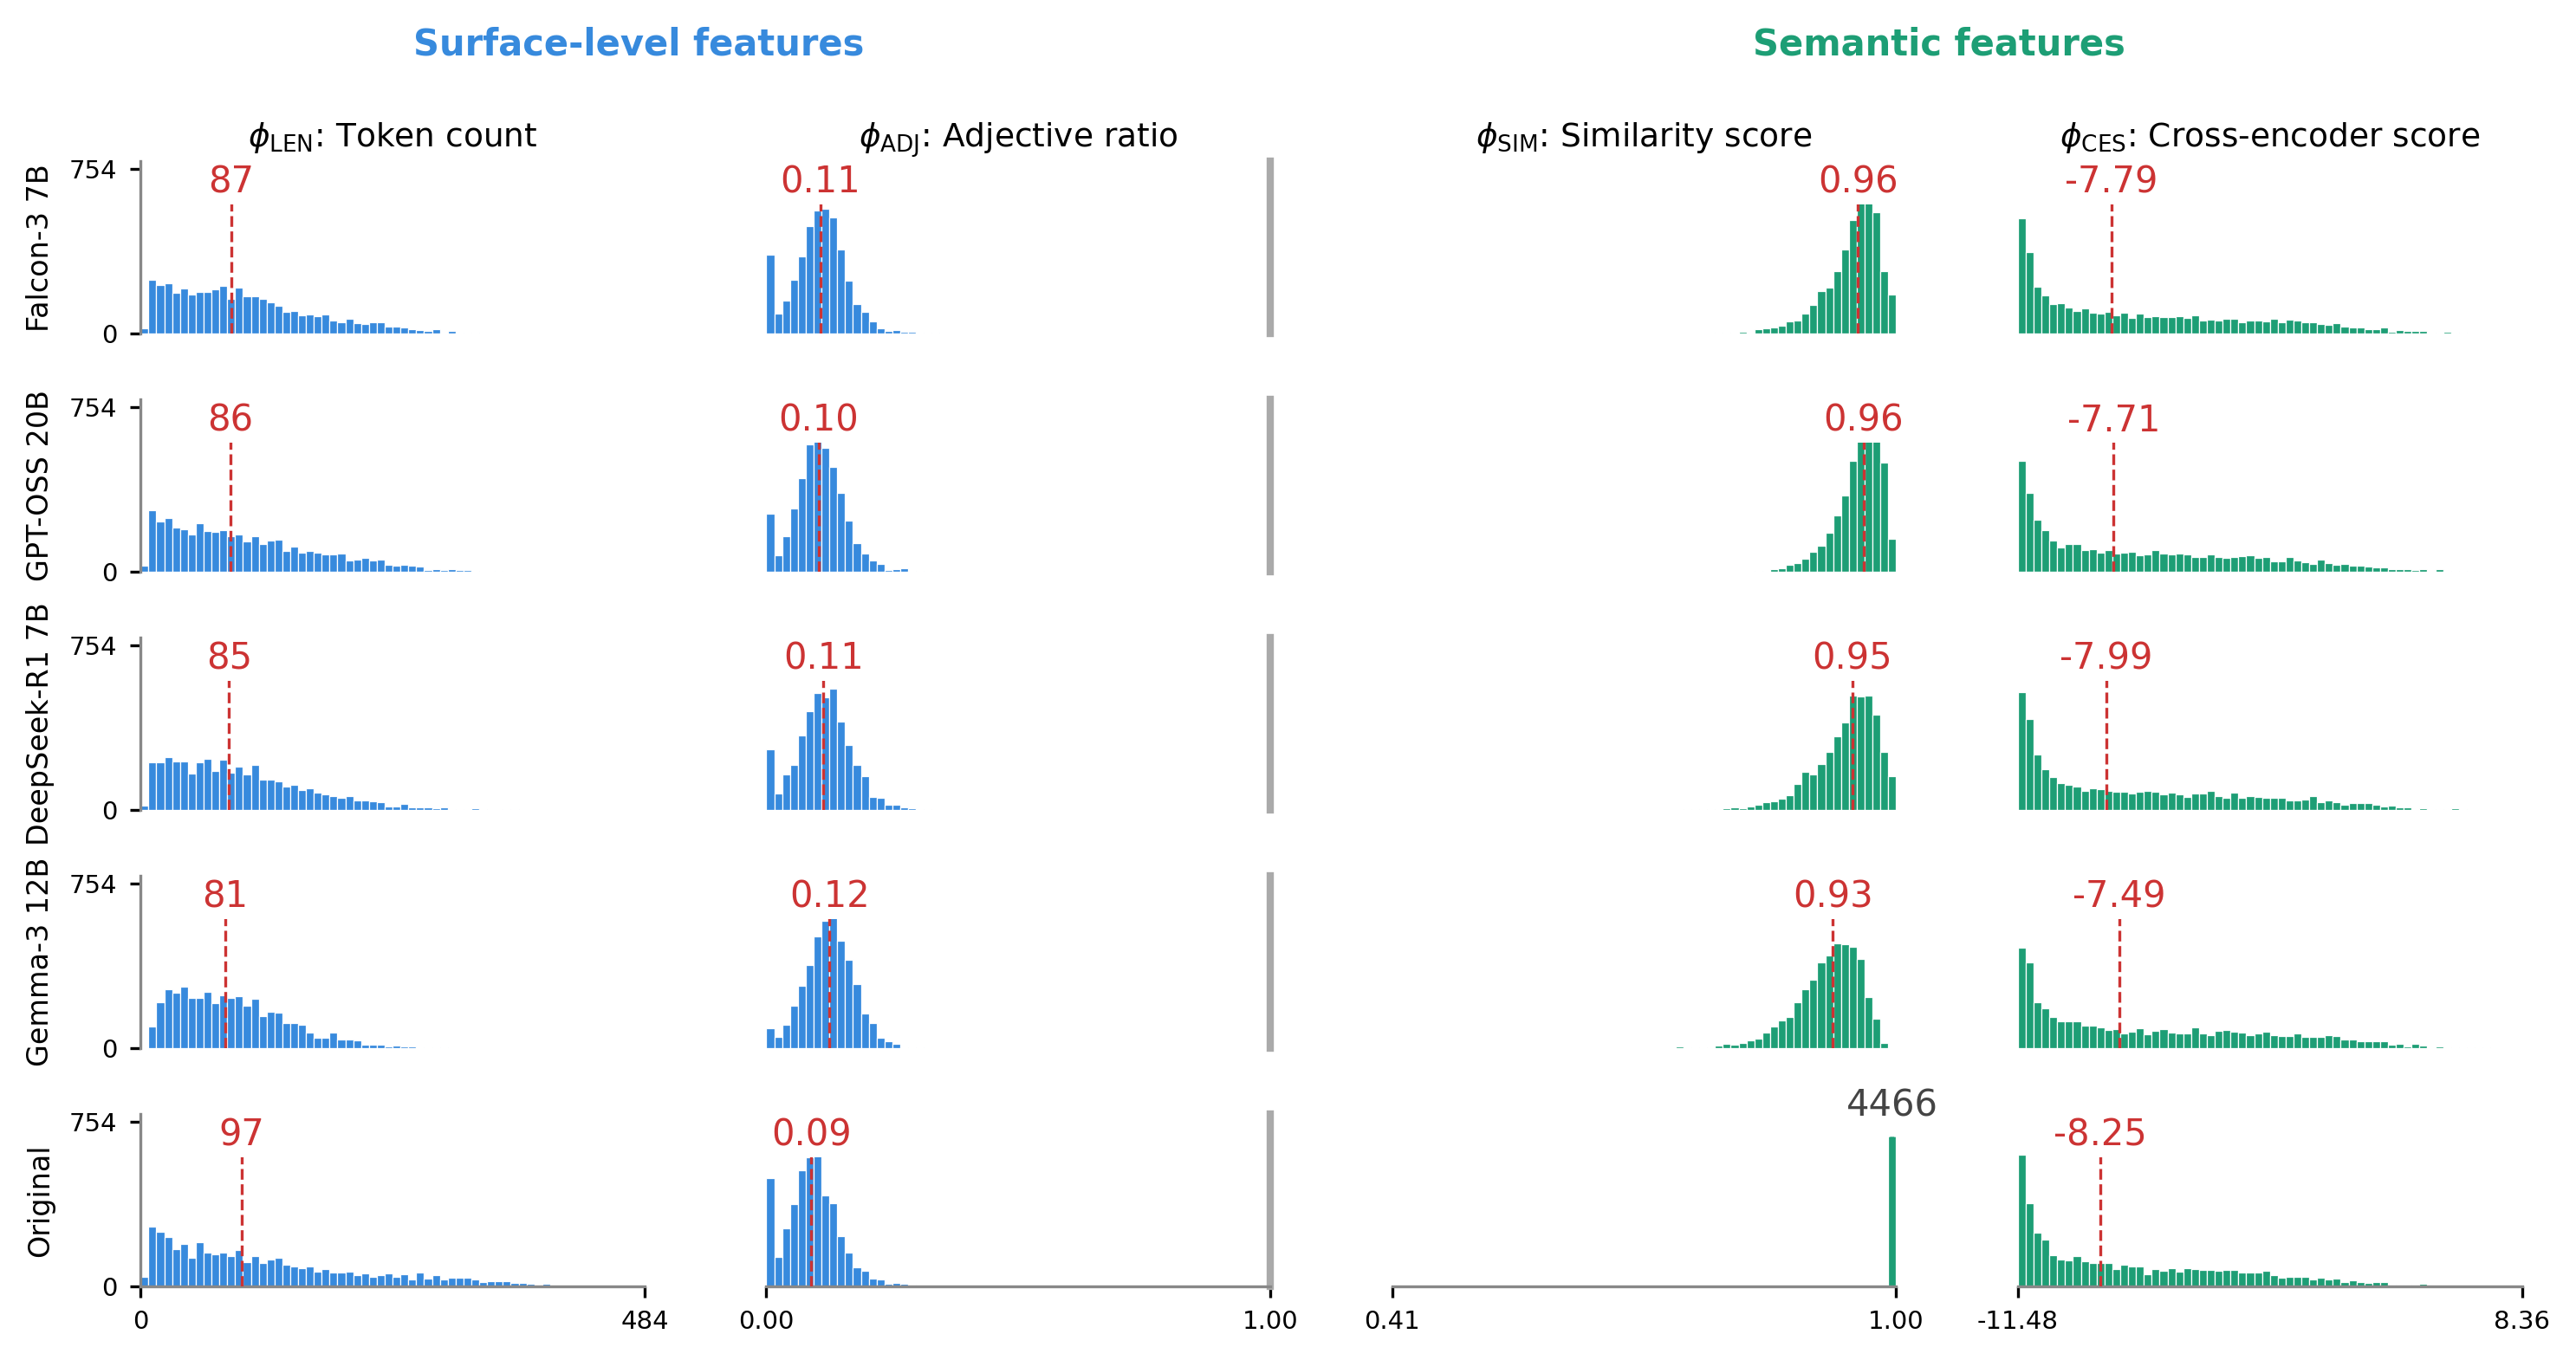 Surface-level features Semantic features
ϕLEN: Token count ϕADJ: Adjective ratio ϕSIM: Similarity score ϕCES: Cross-encoder score
Falcon-3 7B 754 0 87 0.11 0.96 -7.79
GPT-OSS 20B 754 0 86 0.10 0.96 -7.71
DeepSeek-R1 7B 754 0 85 0.11 0.95 -7.99
Gemma-3 12B 754 0 81 0.12 0.93 -7.49
Original 754 0 97 0.09 4466 -8.25
0 484 0.00 1.00 0.41 1.00 -11.48 8.36